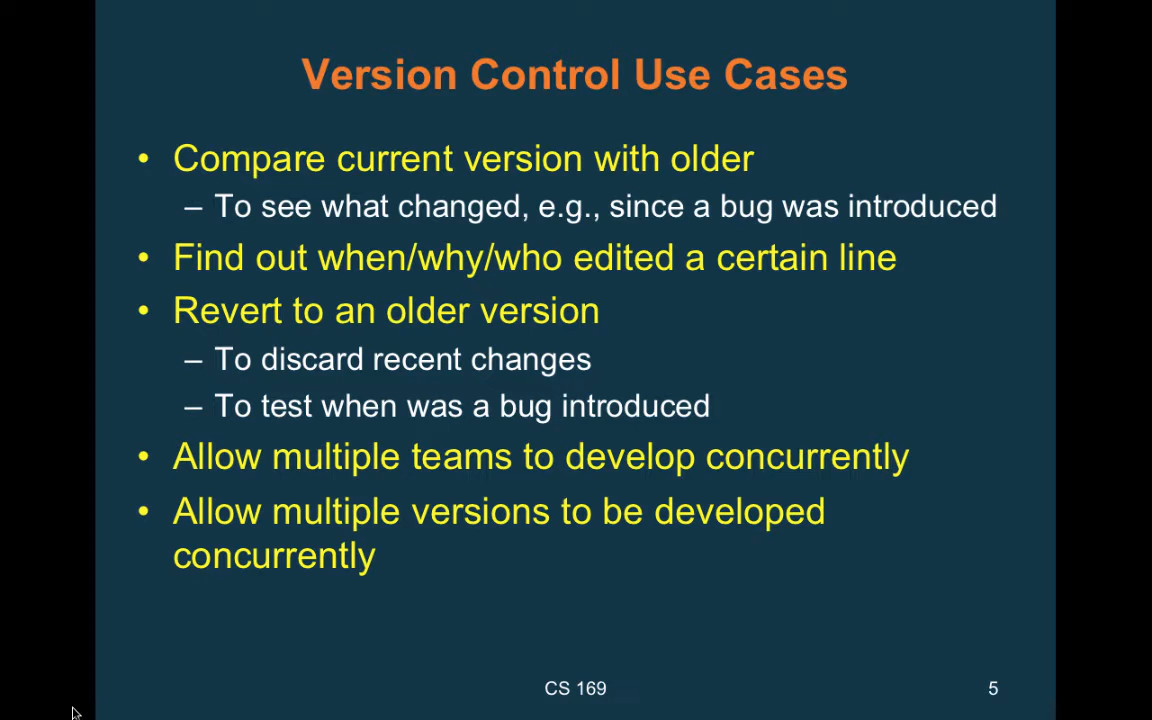 Version Control Use Cases
• Compare current version with older
– To see what changed, e.g., since a bug was introduced
• Find out when/why/who edited a certain line
• Revert to an older version
– To discard recent changes
– To test when was a bug introduced
• Allow multiple teams to develop concurrently
• Allow multiple versions to be developed
concurrently
CS 169
5